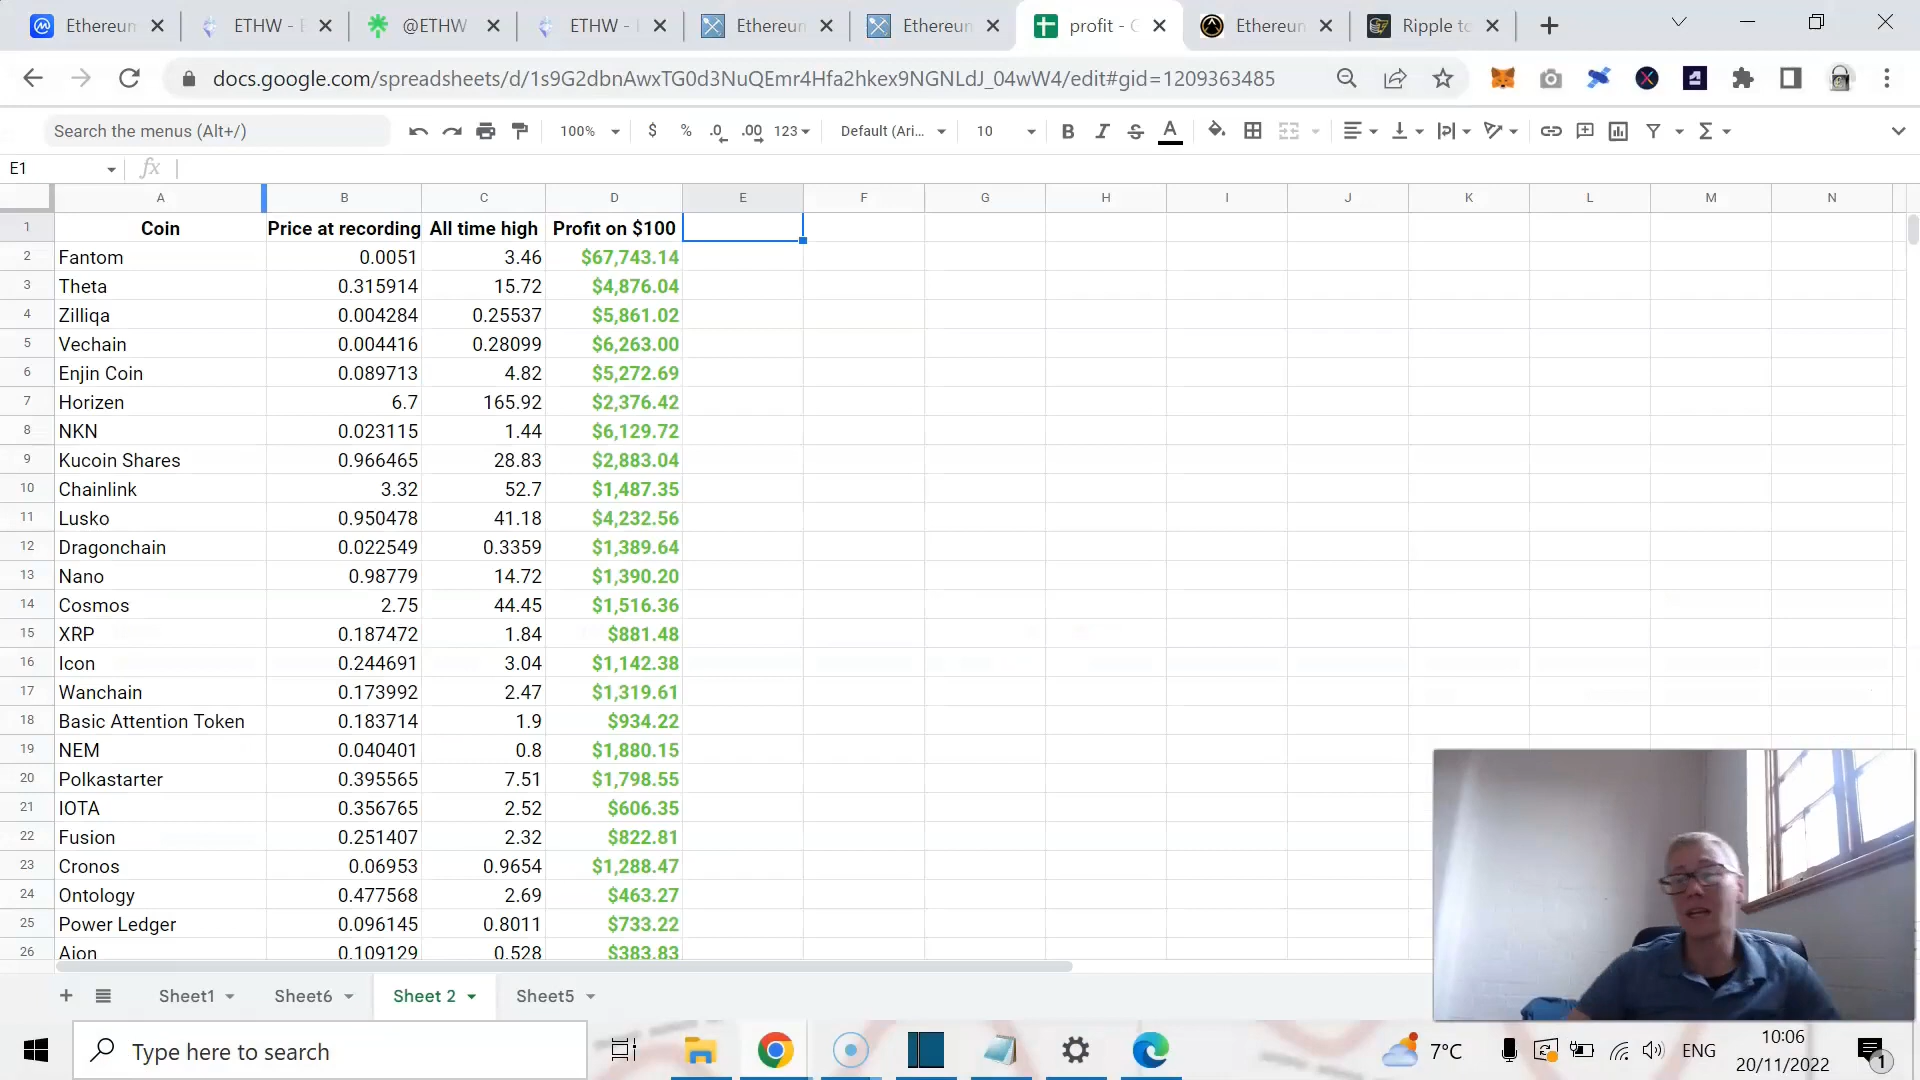 Ethereun ETHW - E @ETHW ETHW - Ethereun Ethereun profit - G Ethereun Ripple to
docs.google.com/spreadsheets/d/1s9G2dbnAwxTG0d3NuQEmr4Hfa2hkex9NGNLdJ_04wW4/edit#gid=1209363485
Search the menus (Alt+/) 100% $ % .0 .00 123 Default (Ari... 10 B I S A
E1 fx
A B C D E F G H I J K L M N
1 Coin Price at recording All time high Profit on $100
2 Fantom 0.0051 3.46 $67,743.14
3 Theta 0.315914 15.72 $4,876.04
4 Zilliqa 0.004284 0.25537 $5,861.02
5 Vechain 0.004416 0.28099 $6,263.00
6 Enjin Coin 0.089713 4.82 $5,272.69
7 Horizen 6.7 165.92 $2,376.42
8 NKN 0.023115 1.44 $6,129.72
9 Kucoin Shares 0.966465 28.83 $2,883.04
10 Chainlink 3.32 52.7 $1,487.35
11 Lusko 0.950478 41.18 $4,232.56
12 Dragonchain 0.022549 0.3359 $1,389.64
13 Nano 0.98779 14.72 $1,390.20
14 Cosmos 2.75 44.45 $1,516.36
15 XRP 0.187472 1.84 $881.48
16 Icon 0.244691 3.04 $1,142.38
17 Wanchain 0.173992 2.47 $1,319.61
18 Basic Attention Token 0.183714 1.9 $934.22
19 NEM 0.040401 0.8 $1,880.15
20 Polkastarter 0.395565 7.51 $1,798.55
21 IOTA 0.356765 2.52 $606.35
22 Fusion 0.251407 2.32 $822.81
23 Cronos 0.06953 0.9654 $1,288.47
24 Ontology 0.477568 2.69 $463.27
25 Power Ledger 0.096145 0.8011 $733.22
26 Aion 0.109129 0.528 $383.83
Sheet1 Sheet6 Sheet 2 Sheet5
Type here to search 7°C ENG 10:06
20/11/2022 1